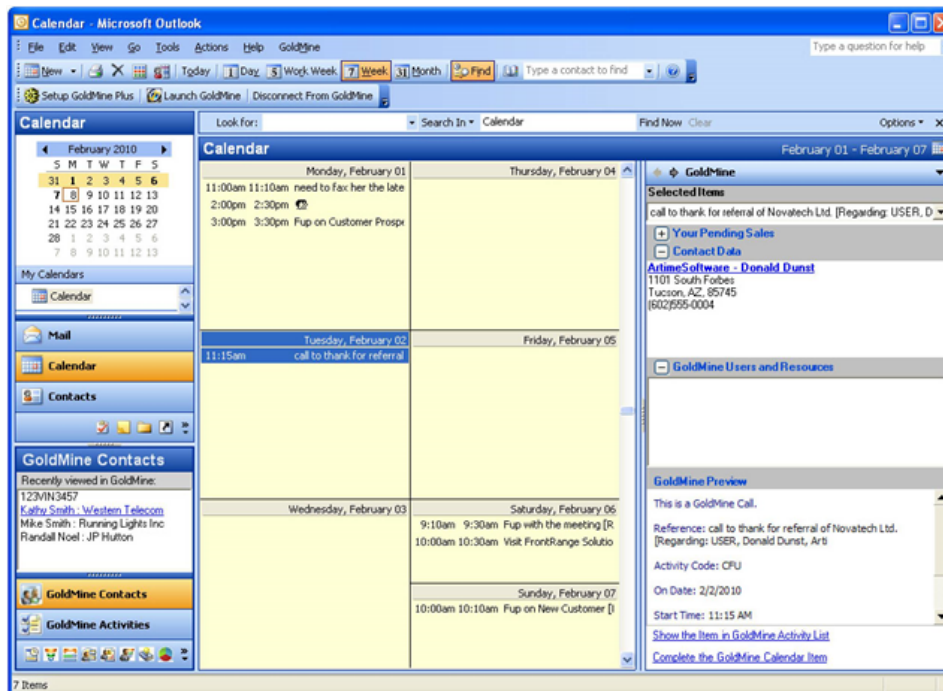 Calendar - Microsoft Outlook
File Edit View Go Tools Actions Help GoldMine
Type a question for help
New Today 1 Day 5 Work Week 7 Week 31 Month Find Type a contact to find
Setup GoldMine Plus Launch GoldMine Disconnect From GoldMine
Calendar
Look for: Search In Calendar Find Now Clear Options
February 2010
S M T W T F S
31 1 2 3 4 5 6
7 8 9 10 11 12 13
14 15 16 17 18 19 20
21 22 23 24 25 26 27
28 1 2 3 4 5 6
7 8 9 10 11 12 13
My Calendars
Calendar
Mail
Calendar
Contacts
GoldMine Contacts
Recently viewed in GoldMine:
123VIN3457
Kathy Smith : Western Telecom
Mike Smith : Running Lights Inc
Randall Noel : JP Hutton
GoldMine Contacts
GoldMine Activities
Calendar
February 01 - February 07
Monday, February 01
11:00am 11:10am need to fax her the late
2:00pm 2:30pm
3:00pm 3:30pm Fup on Customer Prospe
Tuesday, February 02
11:15am call to thank for referral
Wednesday, February 03
Thursday, February 04
Friday, February 05
Saturday, February 06
9:10am 9:30am Fup with the meeting [R
10:00am 10:30am Visit FrontRange Solutio
Sunday, February 07
10:00am 10:10am Fup on New Customer [
GoldMine
Selected Items
call to thank for referral of Novatech Ltd. [Regarding: USER, D
Your Pending Sales
Contact Data
ArtimeSoftware - Donald Dunst
1101 South Forbes
Tucson, AZ, 85745
(602)555-0004
GoldMine Users and Resources
GoldMine Preview
This is a GoldMine Call.
Reference: call to thank for referral of Novatech Ltd.
[Regarding: USER, Donald Dunst, Arti
Activity Code: CFU
On Date: 2/2/2010
Start Time: 11:15 AM
Show the Item in GoldMine Activity List
Complete the GoldMine Calendar Item
7 Items